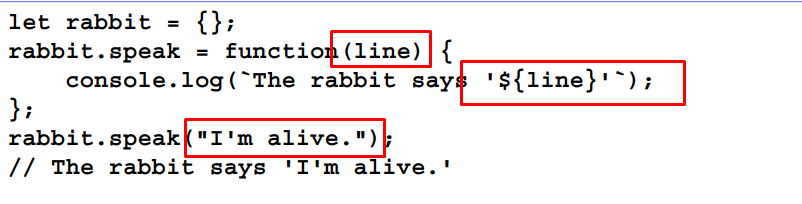 let rabbit = {};
rabbit.speak = function(line) {
    console.log(`The rabbit says '${line}'`);
};
rabbit.speak("I'm alive.");
// The rabbit says 'I'm alive.'